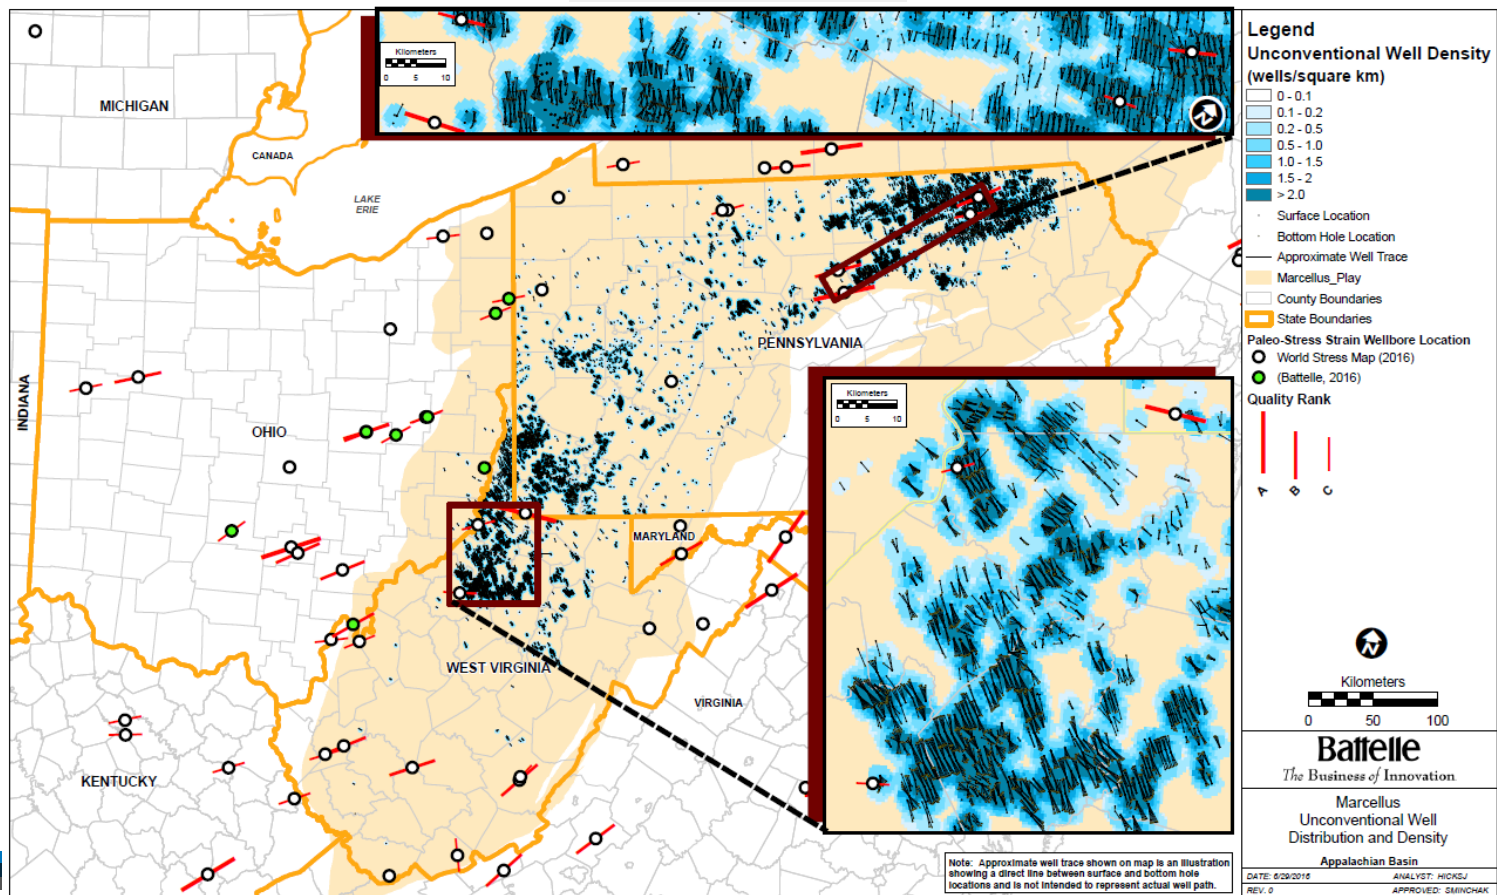 Kilometers
0 5 10
N
MICHIGAN
CANADA
LAKE
ERIE
INDIANA
OHIO
PENNSYLVANIA
MARYLAND
WEST VIRGINIA
VIRGINIA
KENTUCKY
Kilometers
0 5 10
Note: Approximate well trace shown on map is an illustration
showing a direct line between surface and bottom hole
locations and is not intended to represent actual well path.
Legend
Unconventional Well Density
(wells/square km)
0 - 0.1
0.1 - 0.2
0.2 - 0.5
0.5 - 1.0
1.0 - 1.5
1.5 - 2
> 2.0
Surface Location
Bottom Hole Location
Approximate Well Trace
Marcellus_Play
County Boundaries
State Boundaries
Paleo-Stress Strain Wellbore Location
World Stress Map (2016)
(Battelle, 2016)
Quality Rank
A B C
N
Kilometers
0 50 100
Battelle
The Business of Innovation
Marcellus
Unconventional Well
Distribution and Density
Appalachian Basin
DATE: 6/29/2016 ANALYST: HICKSJ
REV. 0 APPROVED: SMINCHAK